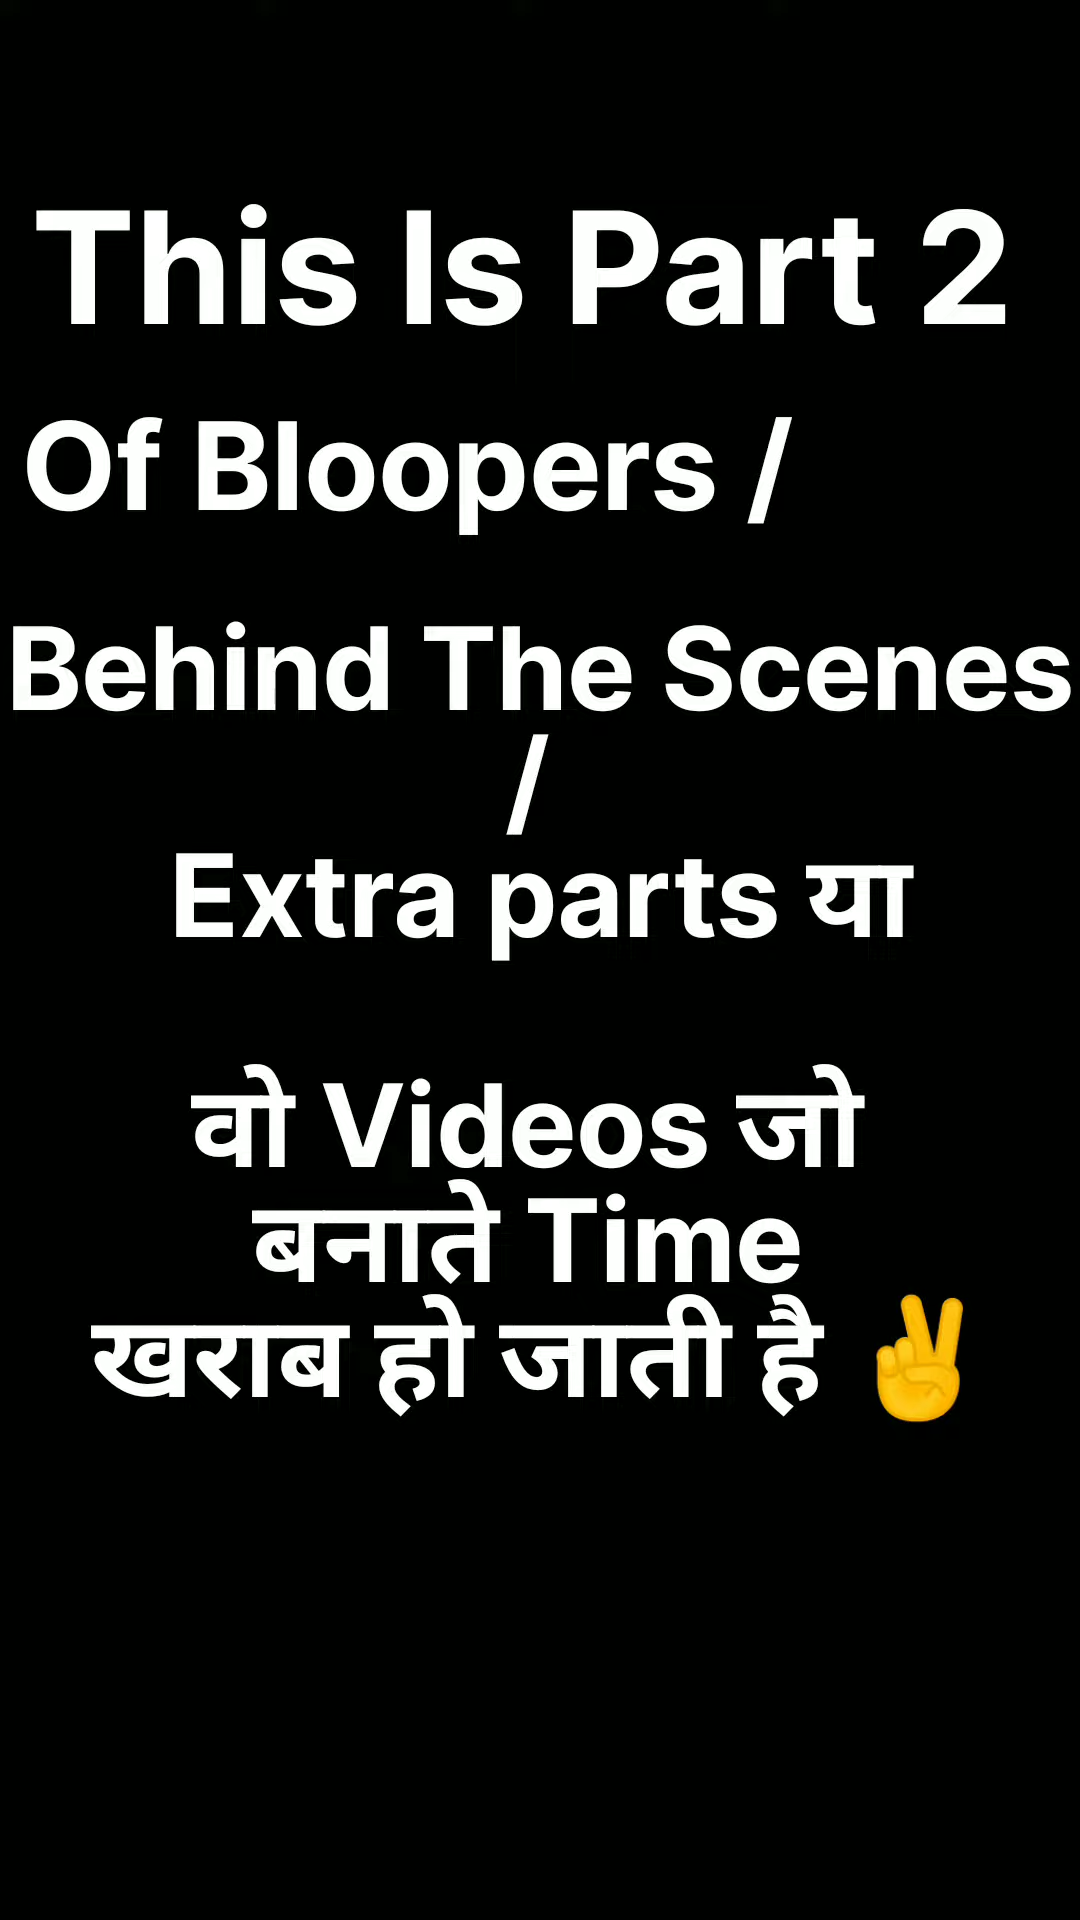 This Is Part 2
Of Bloopers /
Behind The Scenes
/
Extra parts या
वो Videos जो
बनाते Time
खराब हो जाती है ✌️